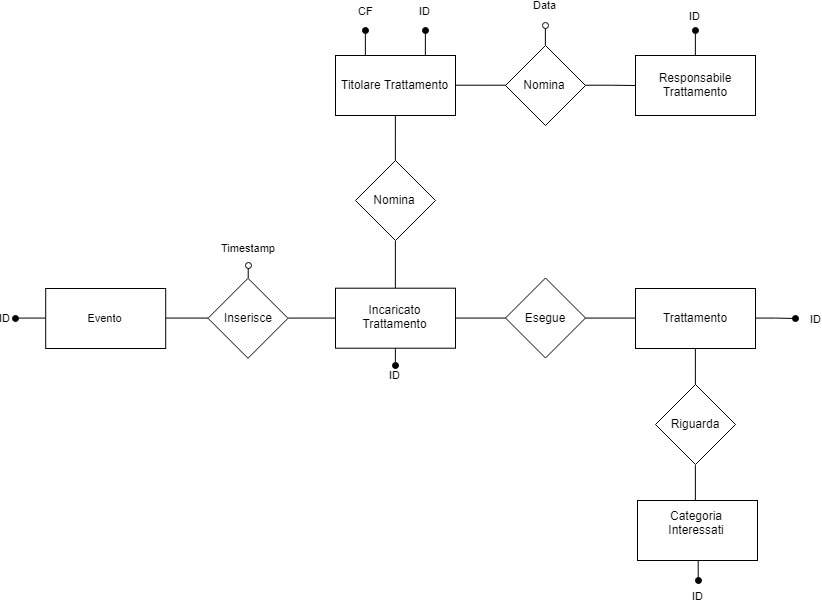 CF
ID
Data
ID
Titolare Trattamento
Nomina
Responsabile
Trattamento
Nomina
Timestamp
ID
Evento
Inserisce
Incaricato
Trattamento
Esegue
Trattamento
ID
ID
Riguarda
Categoria
Interessati
ID